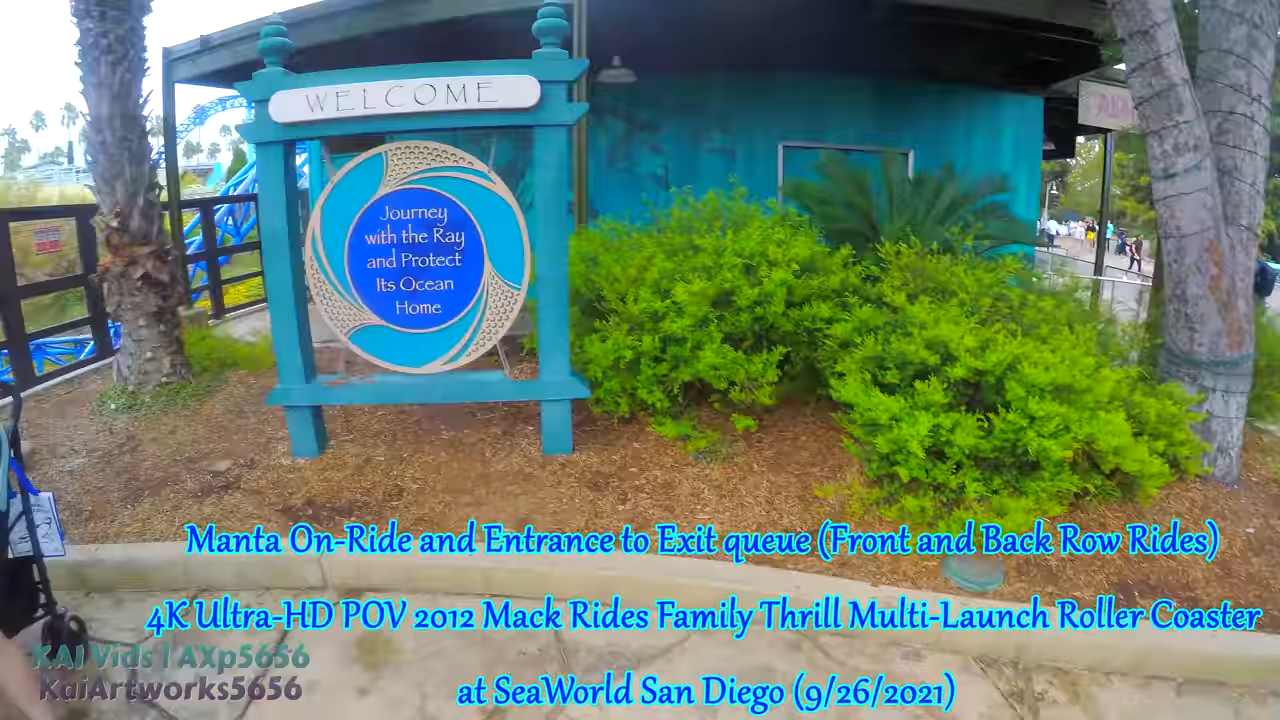 WELCOME
Journey
with the Ray
and Protect
Its Ocean
Home
Manta On-Ride and Entrance to Exit queue (Front and Back Row Rides)
4K Ultra-HD POV 2012 Mack Rides Family Thrill Multi-Launch Roller Coaster
at SeaWorld San Diego (9/26/2021)
KAI Vids | AXp5656
KaiArtworks5656